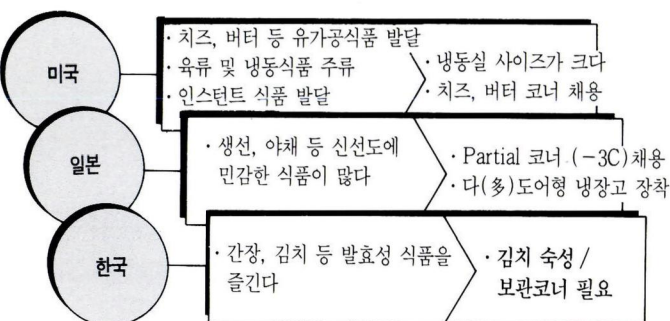 미국
· 치즈, 버터 등 유가공식품 발달
· 육류 및 냉동식품 주류
· 인스턴트 식품 발달
· 냉동실 사이즈가 크다
· 치즈, 버터 코너 채용
일본
· 생선, 야채 등 신선도에
민감한 식품이 많다
· Partial 코너 (-3C)채용
· 다(多)도어형 냉장고 장착
한국
· 간장, 김치 등 발효성 식품을
즐긴다
· 김치 숙성 /
보관코너 필요